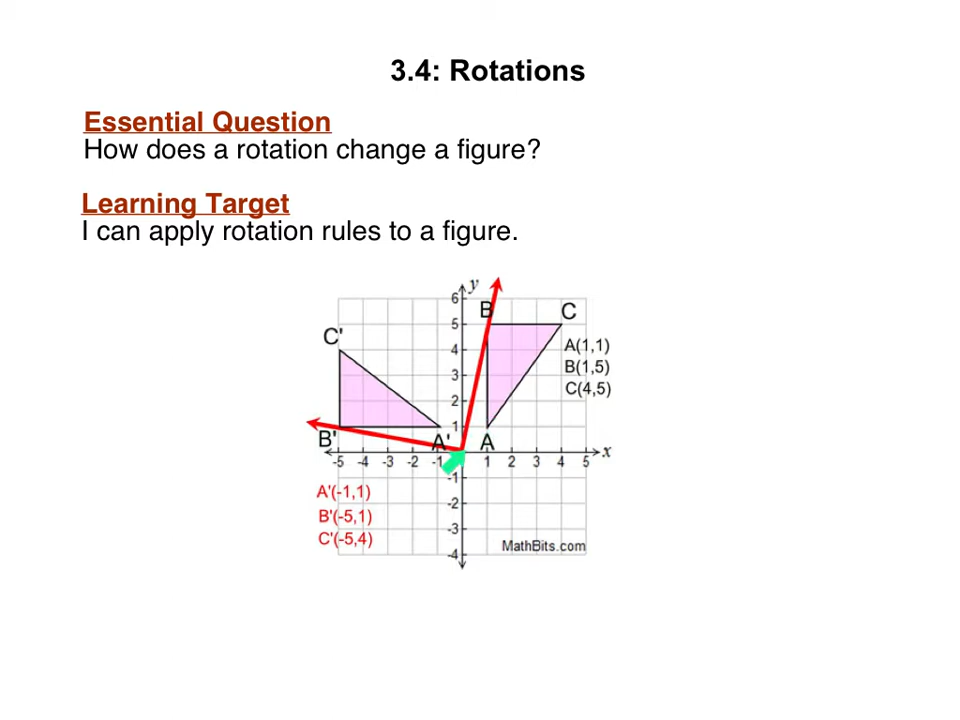 3.4: Rotations
Essential Question
How does a rotation change a figure?
Learning Target
I can apply rotation rules to a figure.
y
6
B
C
5
C'
4
A(1,1)
3
B(1,5)
2
C(4,5)
1
B'
A'
A
x
-5 -4 -3 -2 -1 1 2 3 4 5
-1
A'(-1,1)
-2
B'(-5,1)
-3
C'(-5,4)
MathBits.com
-4